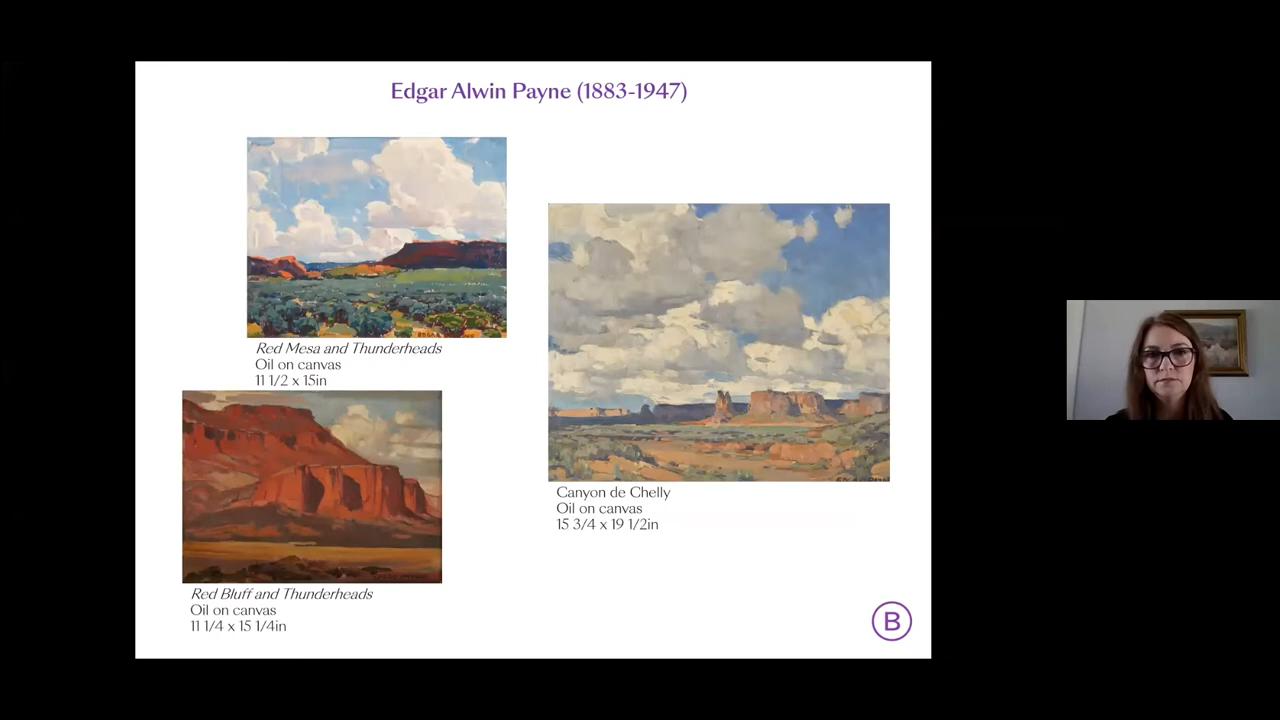 Edgar Alwin Payne (1883-1947)
Red Mesa and Thunderheads
Oil on canvas
11 1/2 x 15in
Canyon de Chelly
Oil on canvas
15 3/4 x 19 1/2in
Red Bluff and Thunderheads
Oil on canvas
11 1/4 x 15 1/4in
B